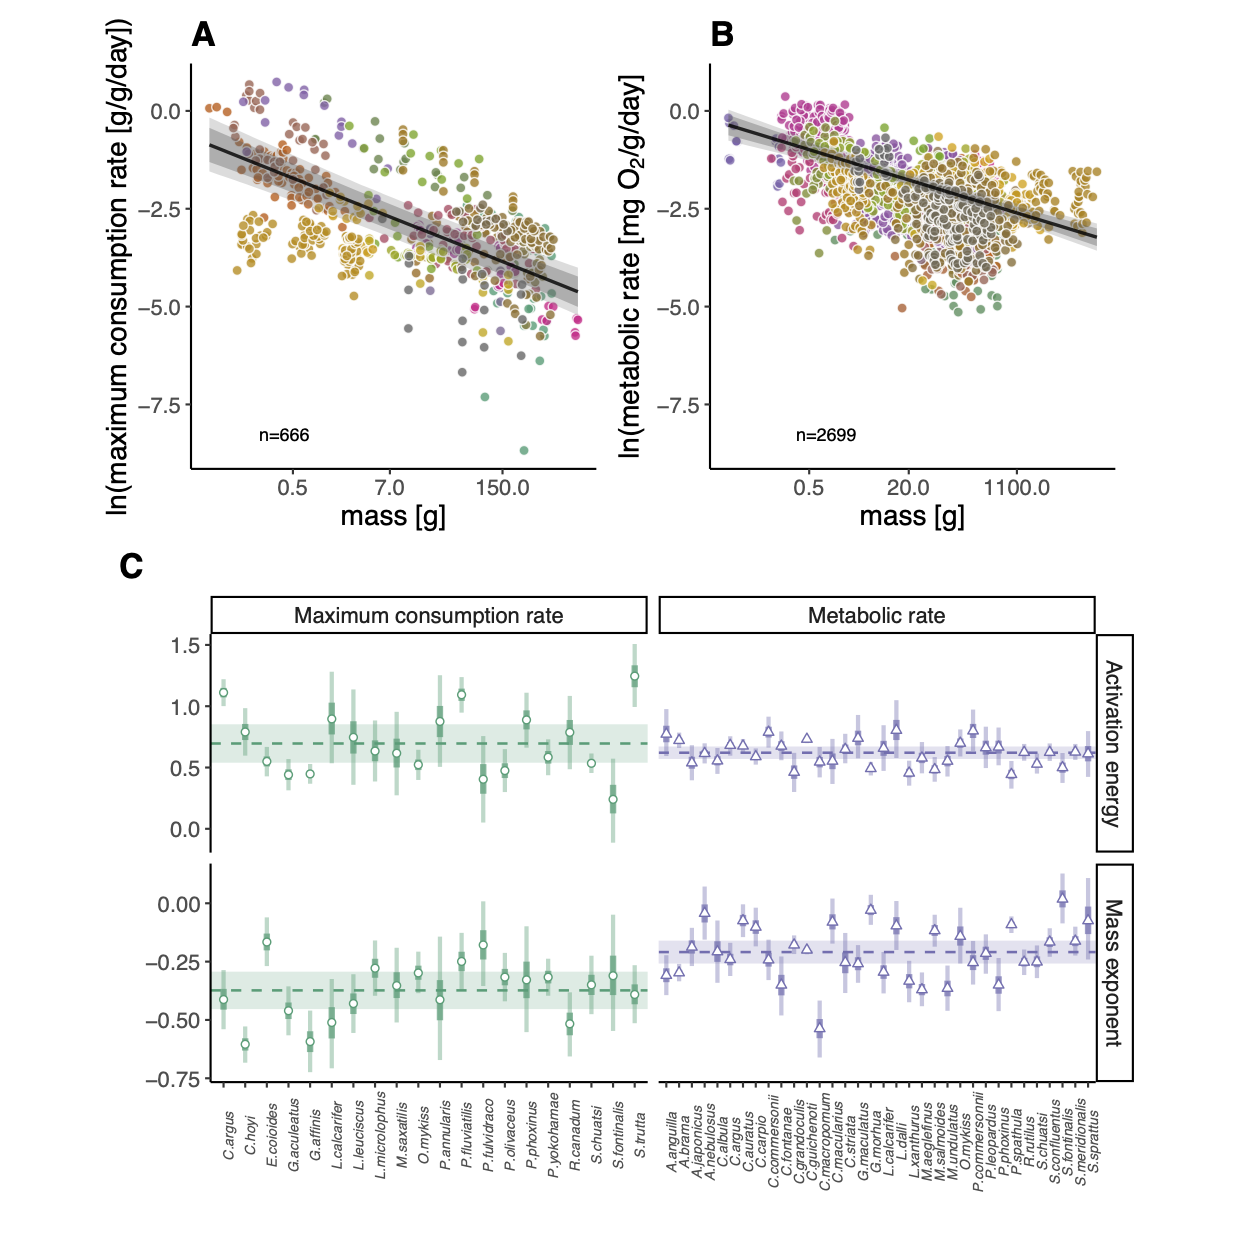 A
B
ln(maximum consumption rate [g/g/day])
0.0
−2.5
−5.0
−7.5
n=666
0.5
7.0
150.0
mass [g]
ln(metabolic rate [mg O₂/g/day]
0.0
−2.5
−5.0
−7.5
n=2699
0.5
20.0
1100.0
mass [g]
C
Maximum consumption rate
Metabolic rate
1.5
1.0
0.5
0.0
Activation energy
0.00
−0.25
−0.50
−0.75
Mass exponent
C.argus
C.hoyi
E.coioides
G.aculeatus
G.affinis
L.calcarifer
L.leuciscus
L.microlophus
M.saxatilis
O.mykiss
P.annularis
P.fluviatilis
P.fulvidraco
P.olivaceus
P.phoxinus
P.yokohamae
R.canadum
S.chuatsi
S.fontinalis
S.trutta
A.anguilla
A.brama
A.japonicus
A.nebulosus
C.albula
C.argus
C.auratus
C.carpio
C.commersonii
C.fontanae
C.grandoculis
C.guichenoti
C.macropomum
C.maculatus
C.striata
G.maculatus
G.morhua
L.calcarifer
L.dalli
L.xanthurus
M.aeglefinus
M.salmoides
M.undulatus
O.mykiss
P.commersonnii
P.leopardus
P.phoxinus
P.spathula
R.rutilus
S.chuatsi
S.confluentus
S.fontinalis
S.meridionalis
S.sprattus